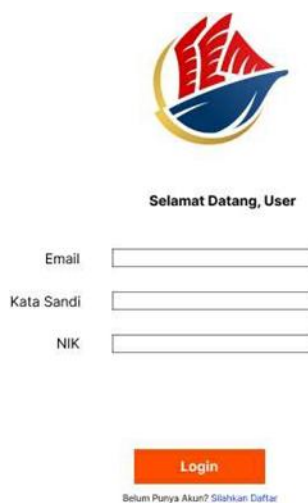 Selamat Datang, User
Email
Kata Sandi
NIK
Login
Belum Punya Akun? Silahkan Daftar